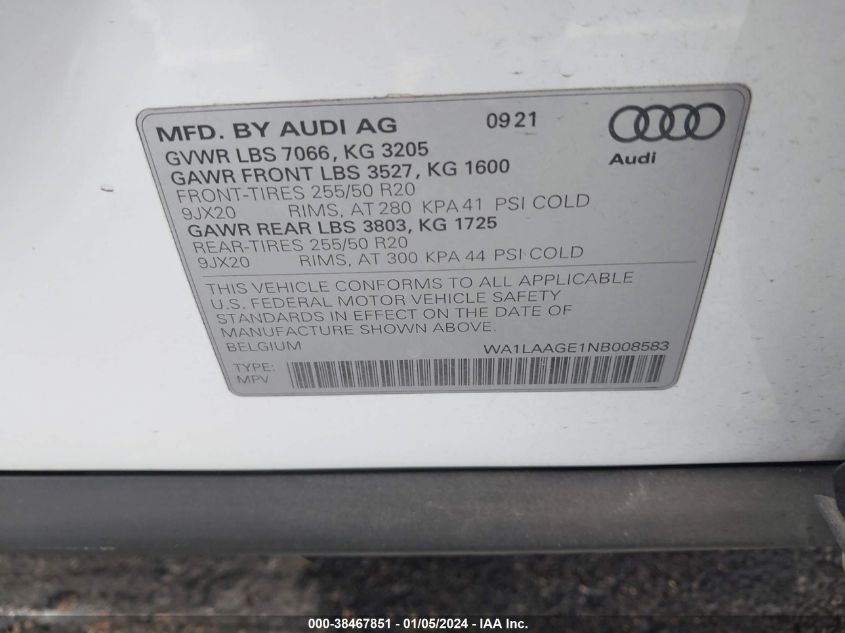 MFD. BY AUDI AG 09 21
Audi
GVWR LBS 7066, KG 3205
GAWR FRONT LBS 3527, KG 1600
FRONT-TIRES 255/50 R20
9JX20 RIMS, AT 280 KPA 41 PSI COLD
GAWR REAR LBS 3803, KG 1725
REAR-TIRES 255/50 R20
9JX20 RIMS, AT 300 KPA 44 PSI COLD
THIS VEHICLE CONFORMS TO ALL APPLICABLE
U.S. FEDERAL MOTOR VEHICLE SAFETY
STANDARDS IN EFFECT ON THE DATE OF
MANUFACTURE SHOWN ABOVE.
BELGIUM WA1LAAGE1NB008583
TYPE:
MPV
000-38467851 - 01/05/2024 - IAA Inc.